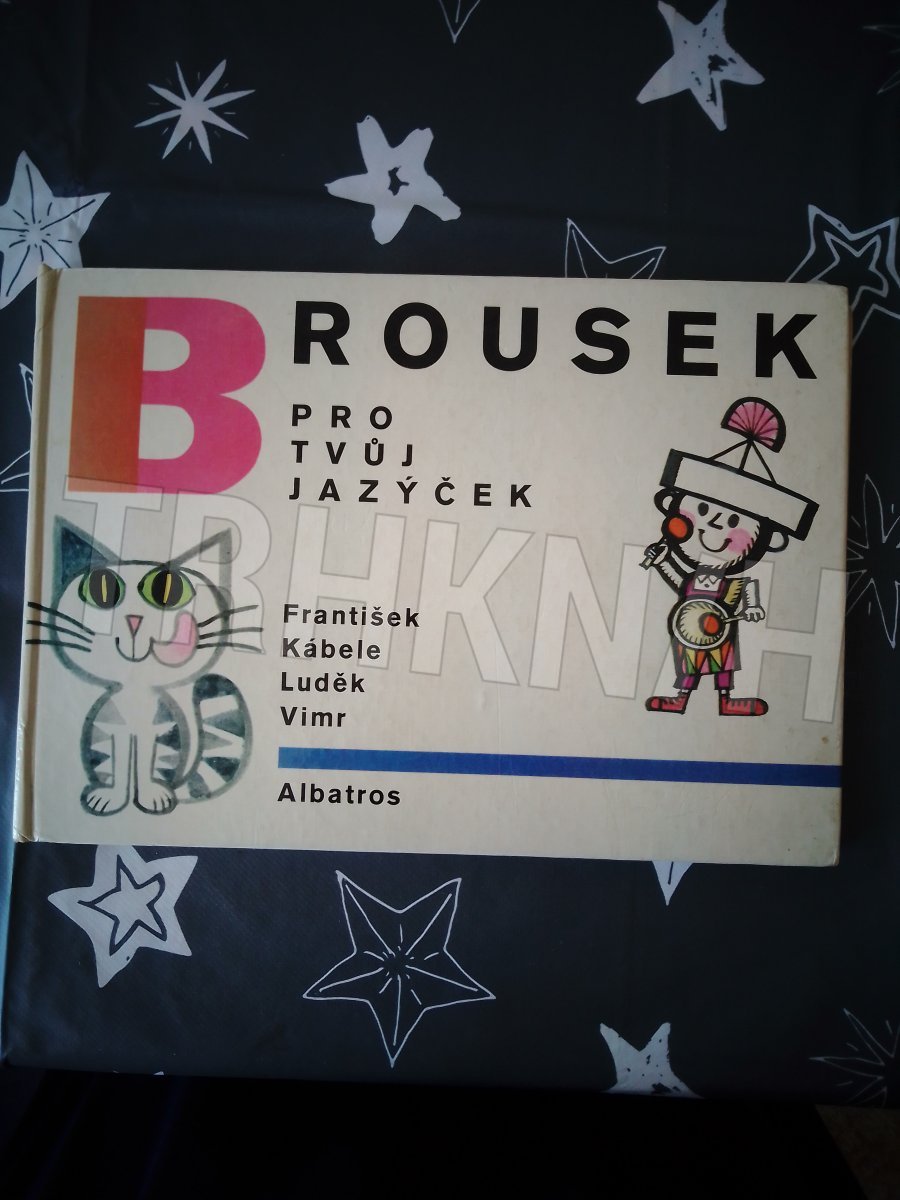 BROUSEK
PRO
TVŮJ
JAZÝČEK
František
Kábele
Luděk
Vimr
Albatros
TRHKNIH